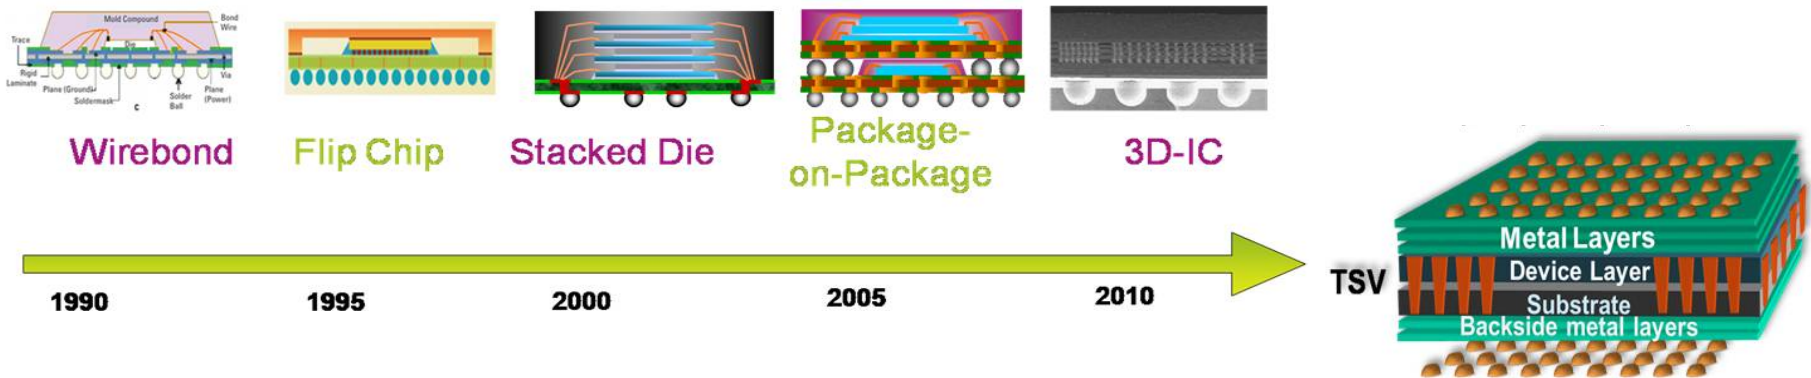 Mold Compound
Bond
Wire
Trace
Die
Rigid
Laminate
Plane (Ground)
Soldermask
C
Solder
Ball
Plane
(Power)
Via
Wirebond
Flip Chip
Stacked Die
Package-
on-Package
3D-IC
1990
1995
2000
2005
2010
TSV
Metal Layers
Device Layer
Substrate
Backside metal layers